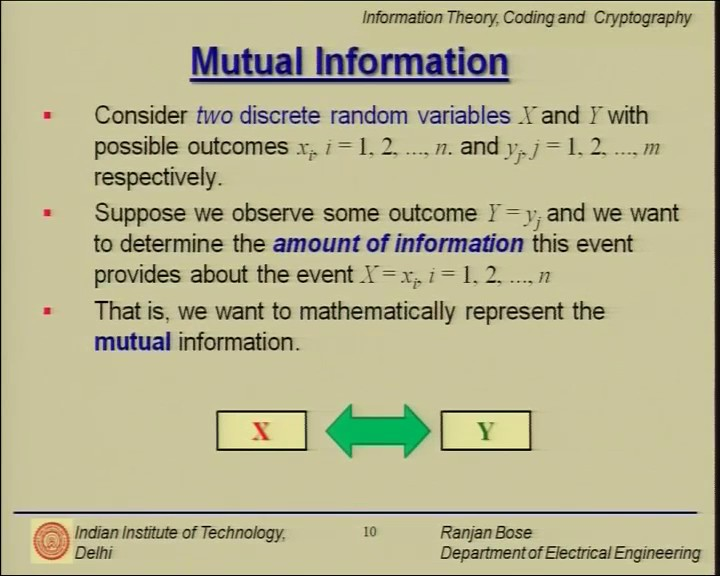 Information Theory, Coding and Cryptography
Mutual Information
Consider two discrete random variables X and Y with
possible outcomes xi, i = 1, 2, ..., n. and yj, j = 1, 2, ..., m
respectively.
Suppose we observe some outcome Y = yj and we want
to determine the amount of information this event
provides about the event X = xi, i = 1, 2, ..., n
That is, we want to mathematically represent the
mutual information.
X Y
Indian Institute of Technology, 10 Ranjan Bose
Delhi Department of Electrical Engineering